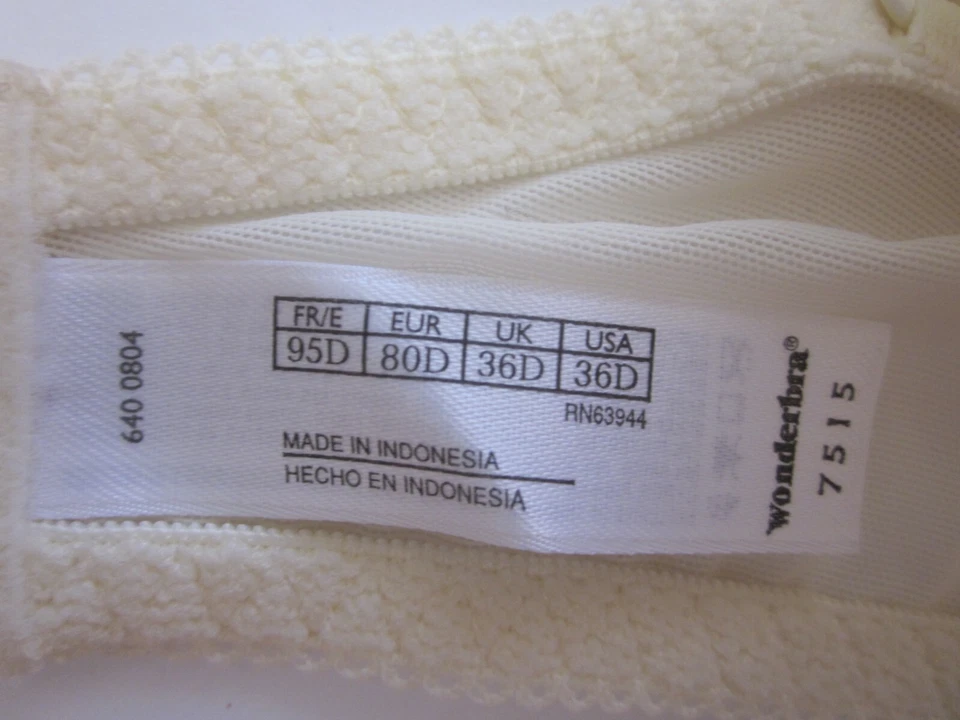 FR/E EUR UK USA
95D 80D 36D 36D
RN63944
MADE IN INDONESIA
HECHO EN INDONESIA
640 0804
wonderbra®
7515